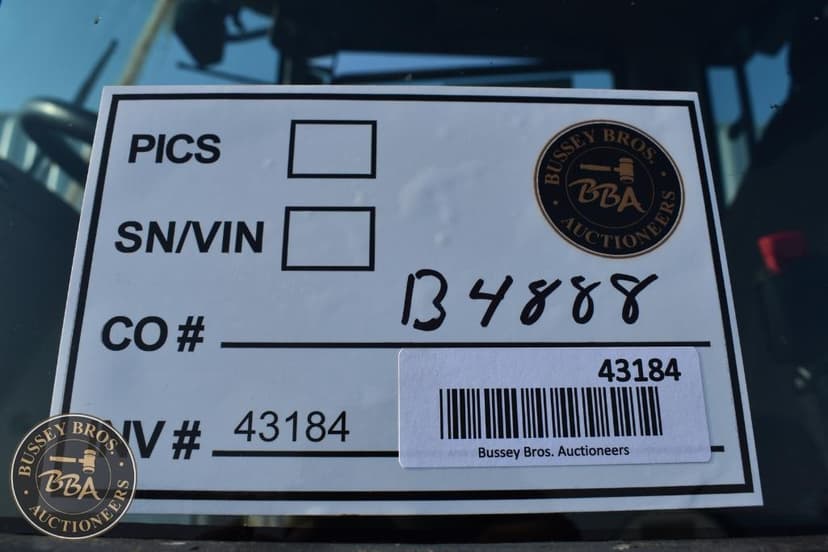 PICS
BUSSEY BROS.
BBA
AUCTIONEERS
SN/VIN
CO # B4888
43184
Bussey Bros. Auctioneers
INV # 43184
BUSSEY BROS.
BBA
AUCTIONEERS